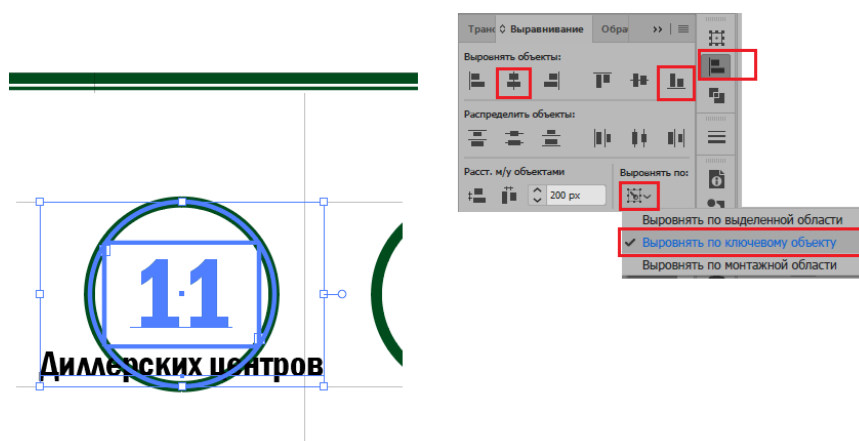 11
Диллерских центров
Транс Выравнивание Обра >>
Выровнять объекты:
Распределить объекты:
Расст. м/у объектами Выровнять по:
200 px
Выровнять по выделенной области
Выровнять по ключевому объекту
Выровнять по монтажной области